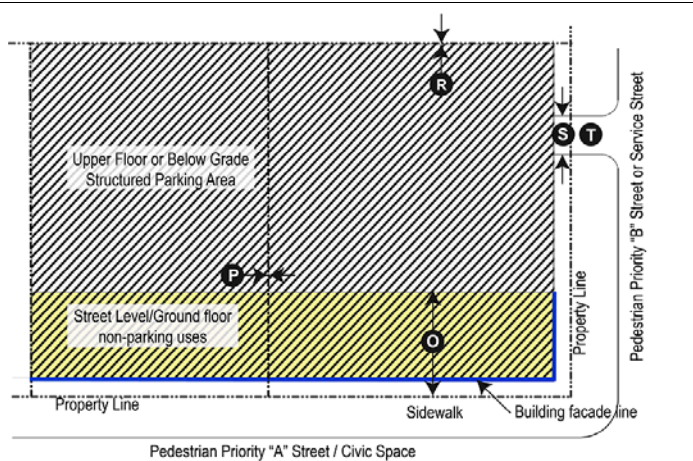 R
S T
Upper Floor or Below Grade
Structured Parking Area
P
Street Level/Ground floor
non-parking uses
O
Property Line
Pedestrian Priority “B” Street or Service Street
Property Line
Sidewalk
Building facade line
Pedestrian Priority “A” Street / Civic Space